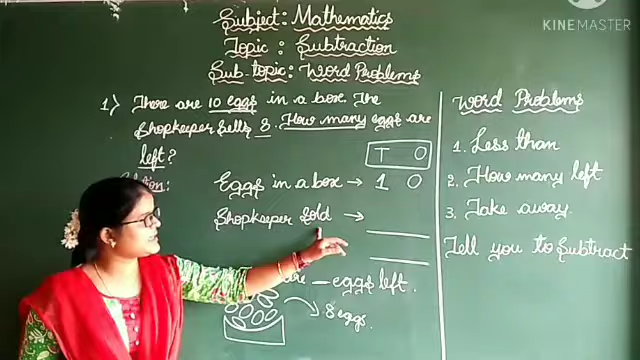 KINEMASTER
Subject: Mathematics
Topic: Subtraction
Sub-topic: Word Problems
1) There are 10 eggs in a box. The
Shopkeeper sells 8. How many eggs are
left?
Solution:
T O
Eggs in a box → 1 0
Shopkeeper sold →
are _ eggs left.
8 eggs.
Word Problems
1. Less than
2. How many left
3. Take away
Tell you to Subtract